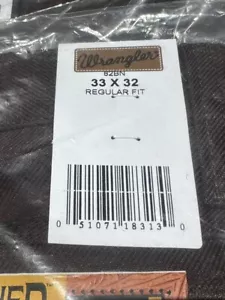 Wrangler
82BN
33 X 32
REGULAR FIT
0 51071 18313 0